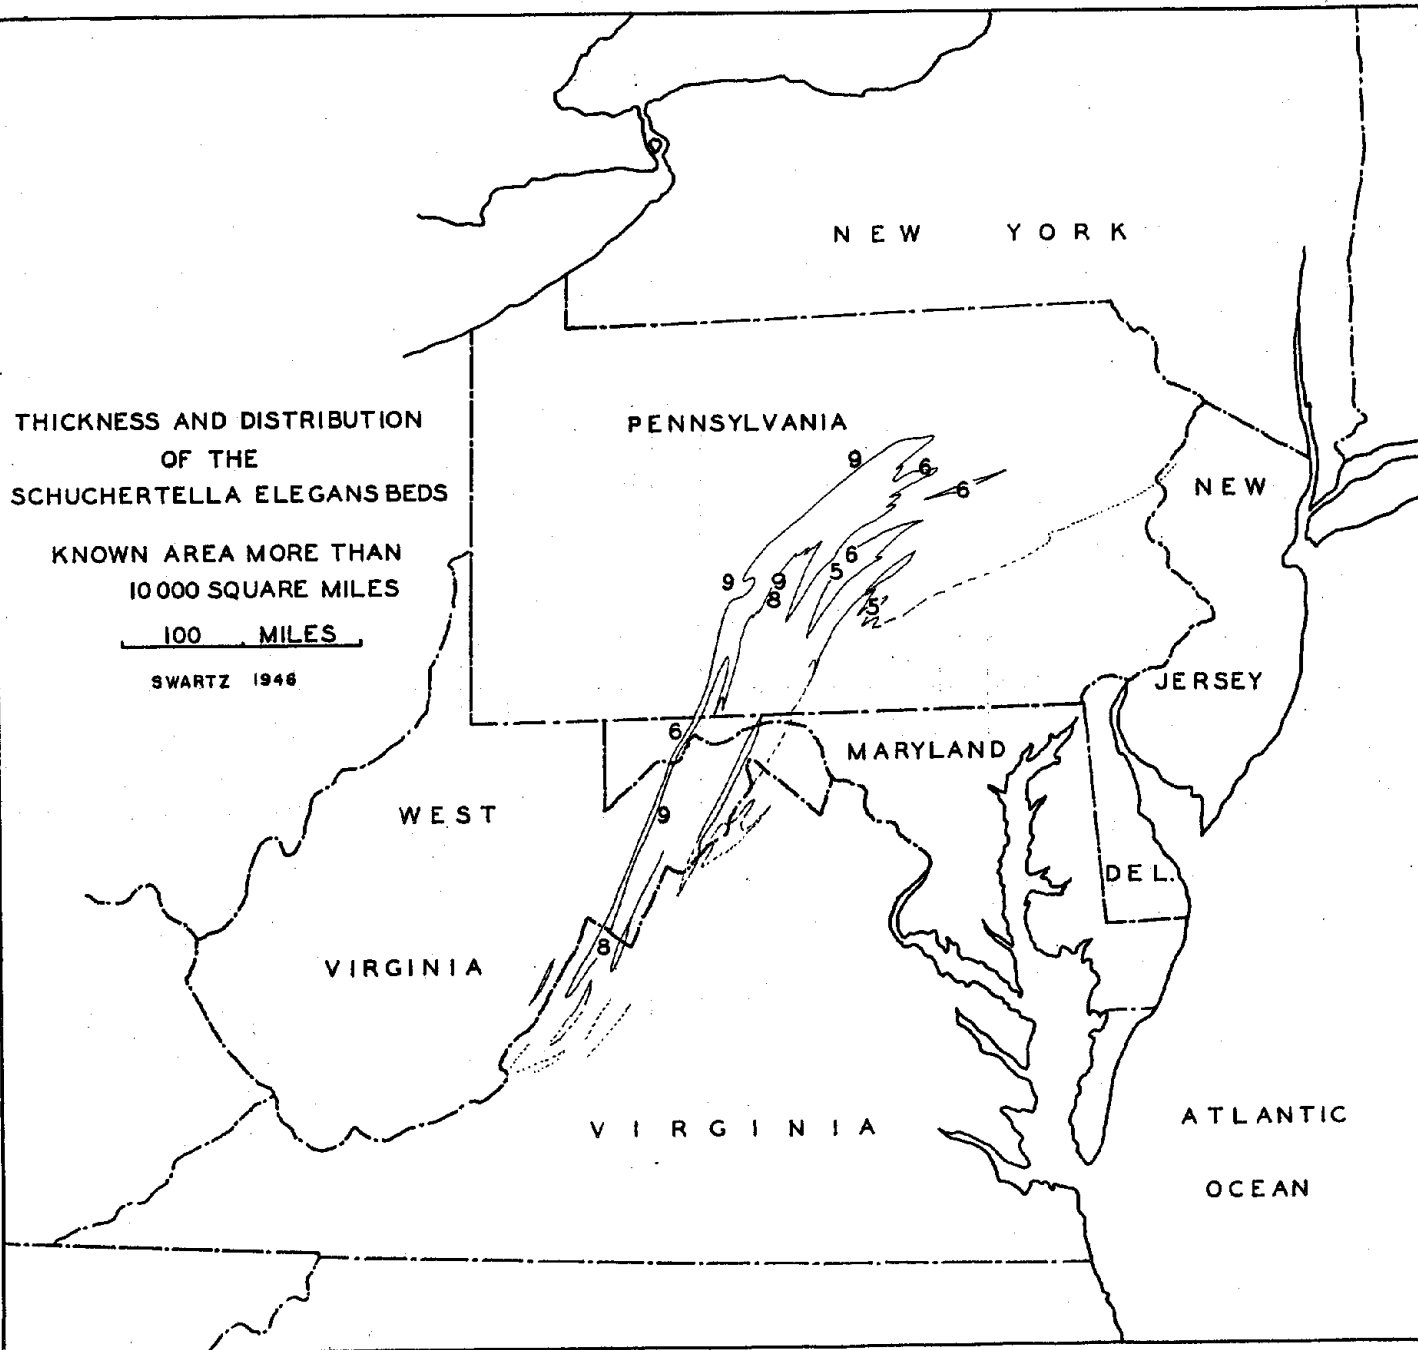 NEW YORK
THICKNESS AND DISTRIBUTION
OF THE
SCHUCHERTELLA ELEGANS BEDS
KNOWN AREA MORE THAN
10000 SQUARE MILES
100 MILES
SWARTZ 1946
PENNSYLVANIA
9
6
6
NEW
JERSEY
9
9
8
6
5
5
6
MARYLAND
WEST
VIRGINIA
9
DEL.
8
VIRGINIA
ATLANTIC
OCEAN